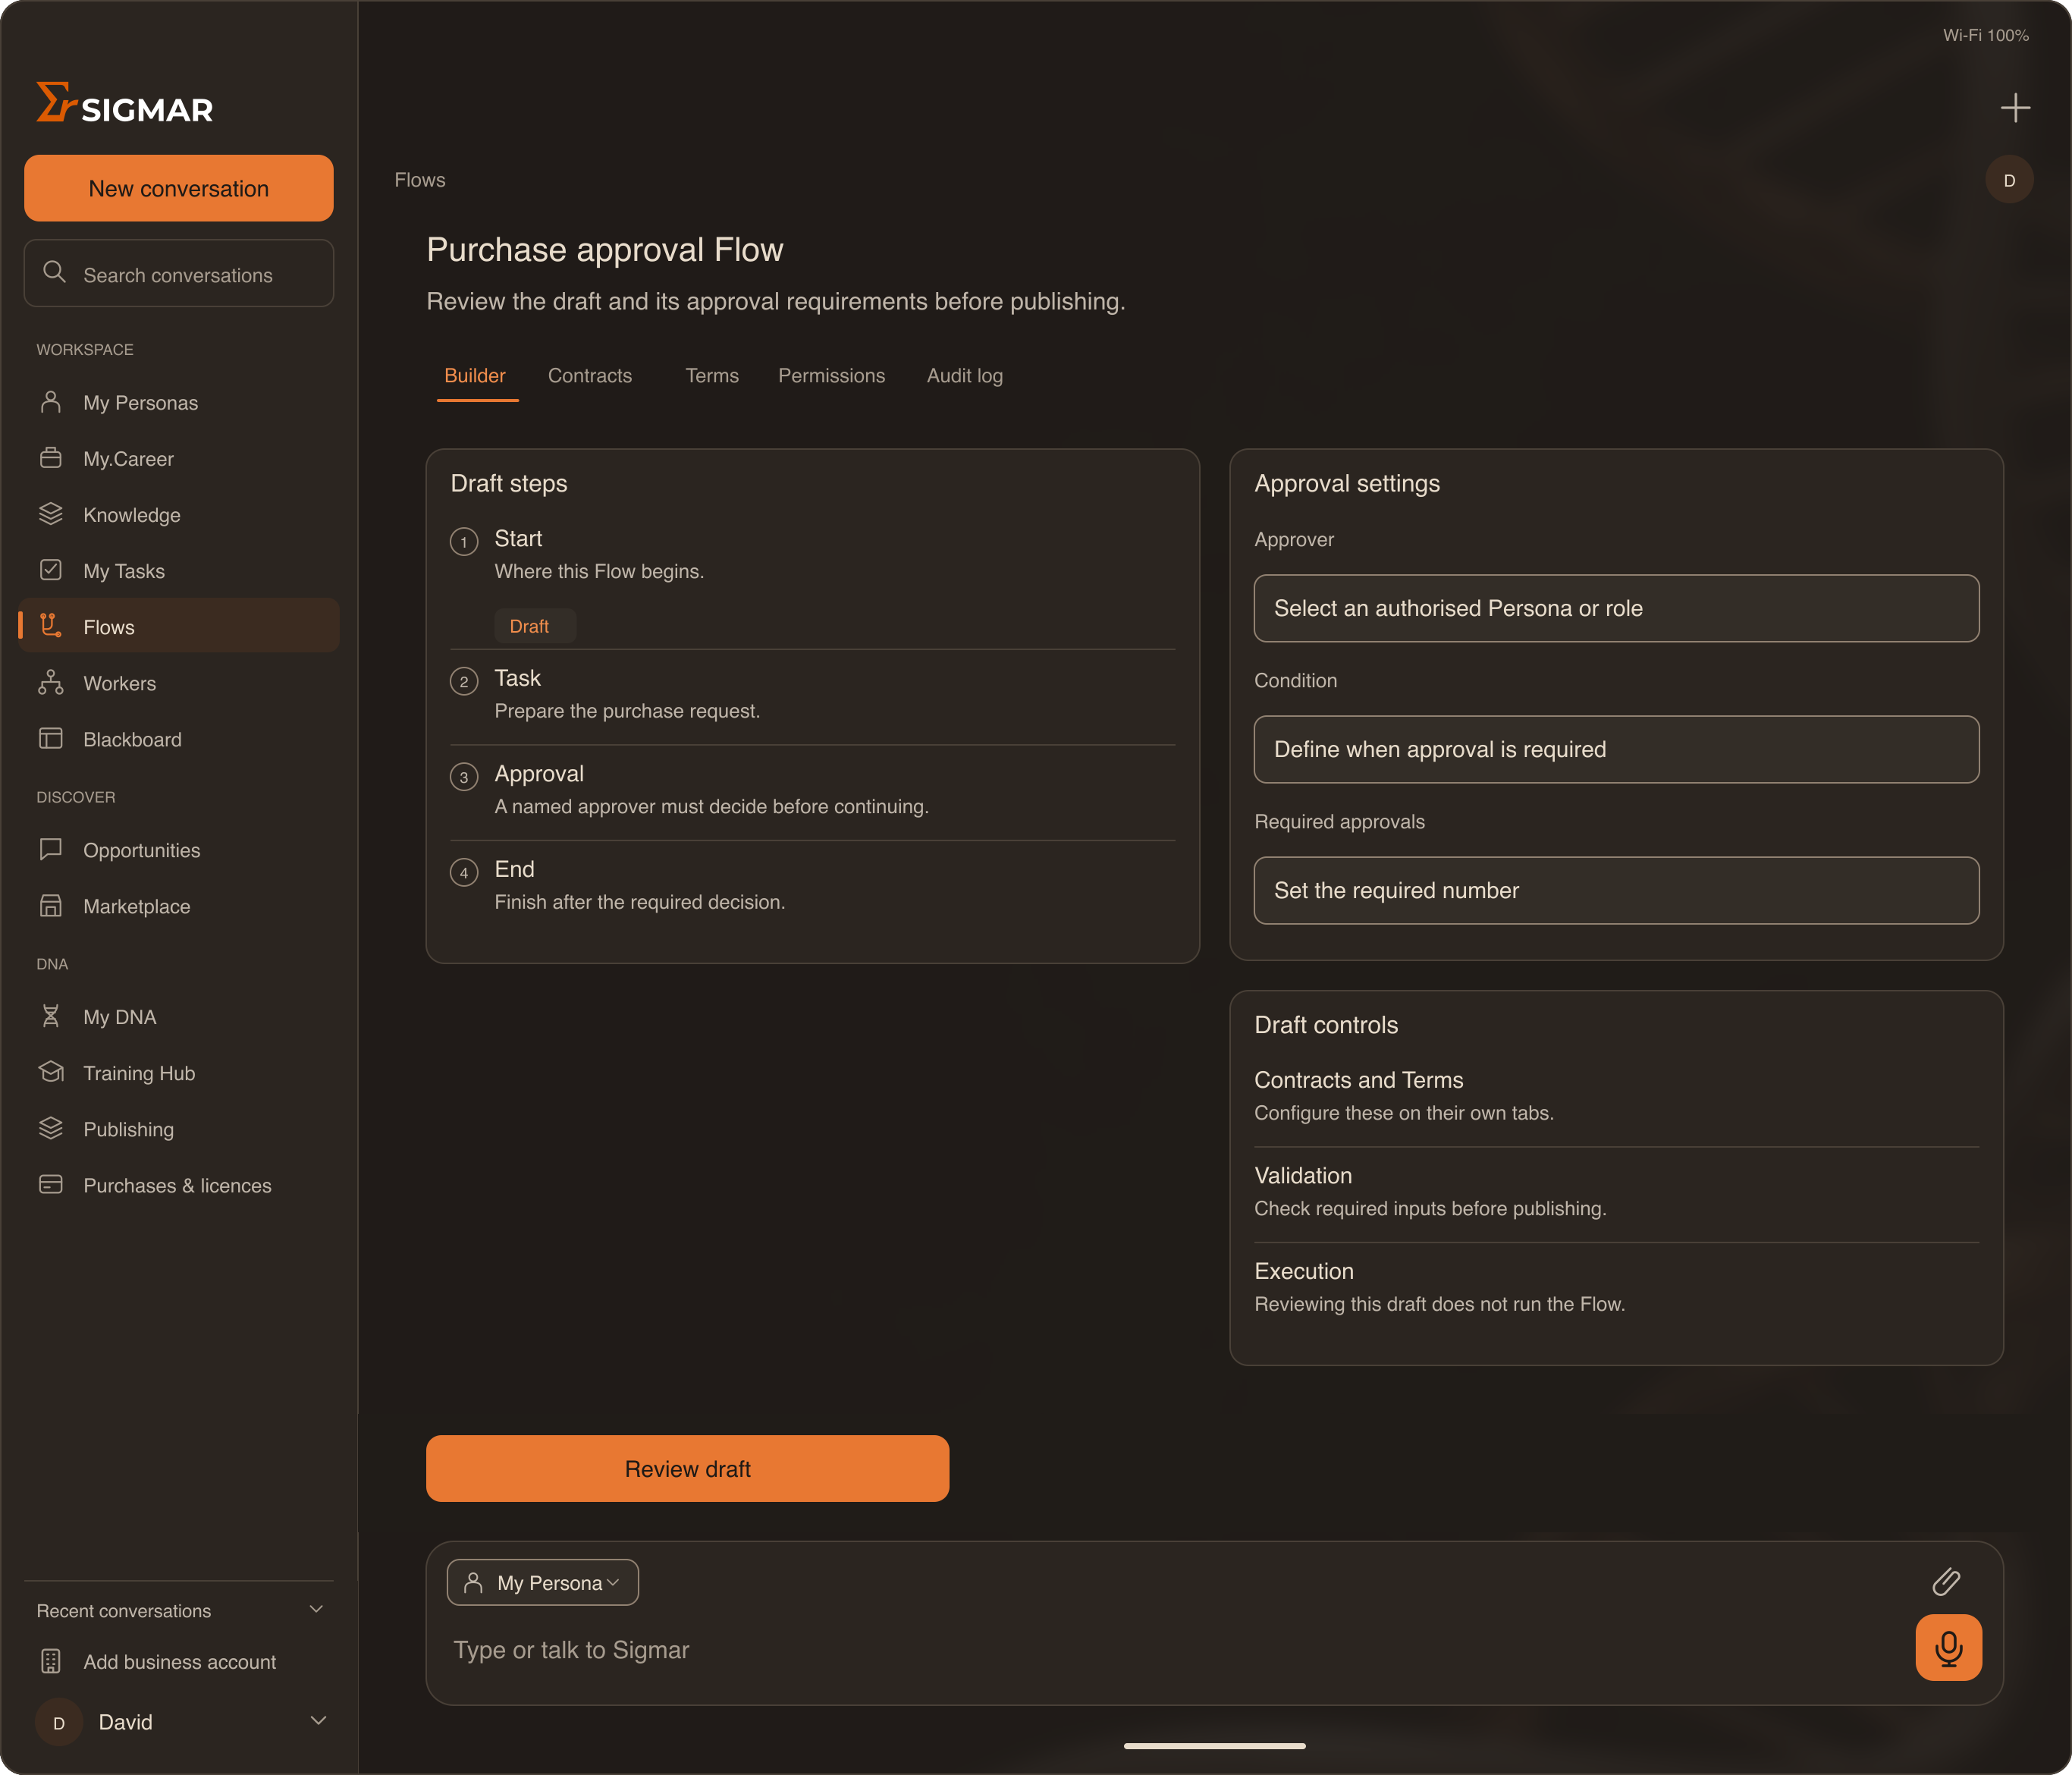 Wi-Fi 100%
Σr SIGMAR
New conversation
Search conversations
WORKSPACE
My Personas
My.Career
Knowledge
My Tasks
Flows
Workers
Blackboard
DISCOVER
Opportunities
Marketplace
DNA
My DNA
Training Hub
Publishing
Purchases & licences
Recent conversations
Add business account
D
David
Flows
D
Purchase approval Flow
Review the draft and its approval requirements before publishing.
Builder
Contracts
Terms
Permissions
Audit log
Draft steps
1
Start
Where this Flow begins.
Draft
2
Task
Prepare the purchase request.
3
Approval
A named approver must decide before continuing.
4
End
Finish after the required decision.
Approval settings
Approver
Select an authorised Persona or role
Condition
Define when approval is required
Required approvals
Set the required number
Draft controls
Contracts and Terms
Configure these on their own tabs.
Validation
Check required inputs before publishing.
Execution
Reviewing this draft does not run the Flow.
Review draft
My Persona
Type or talk to Sigmar